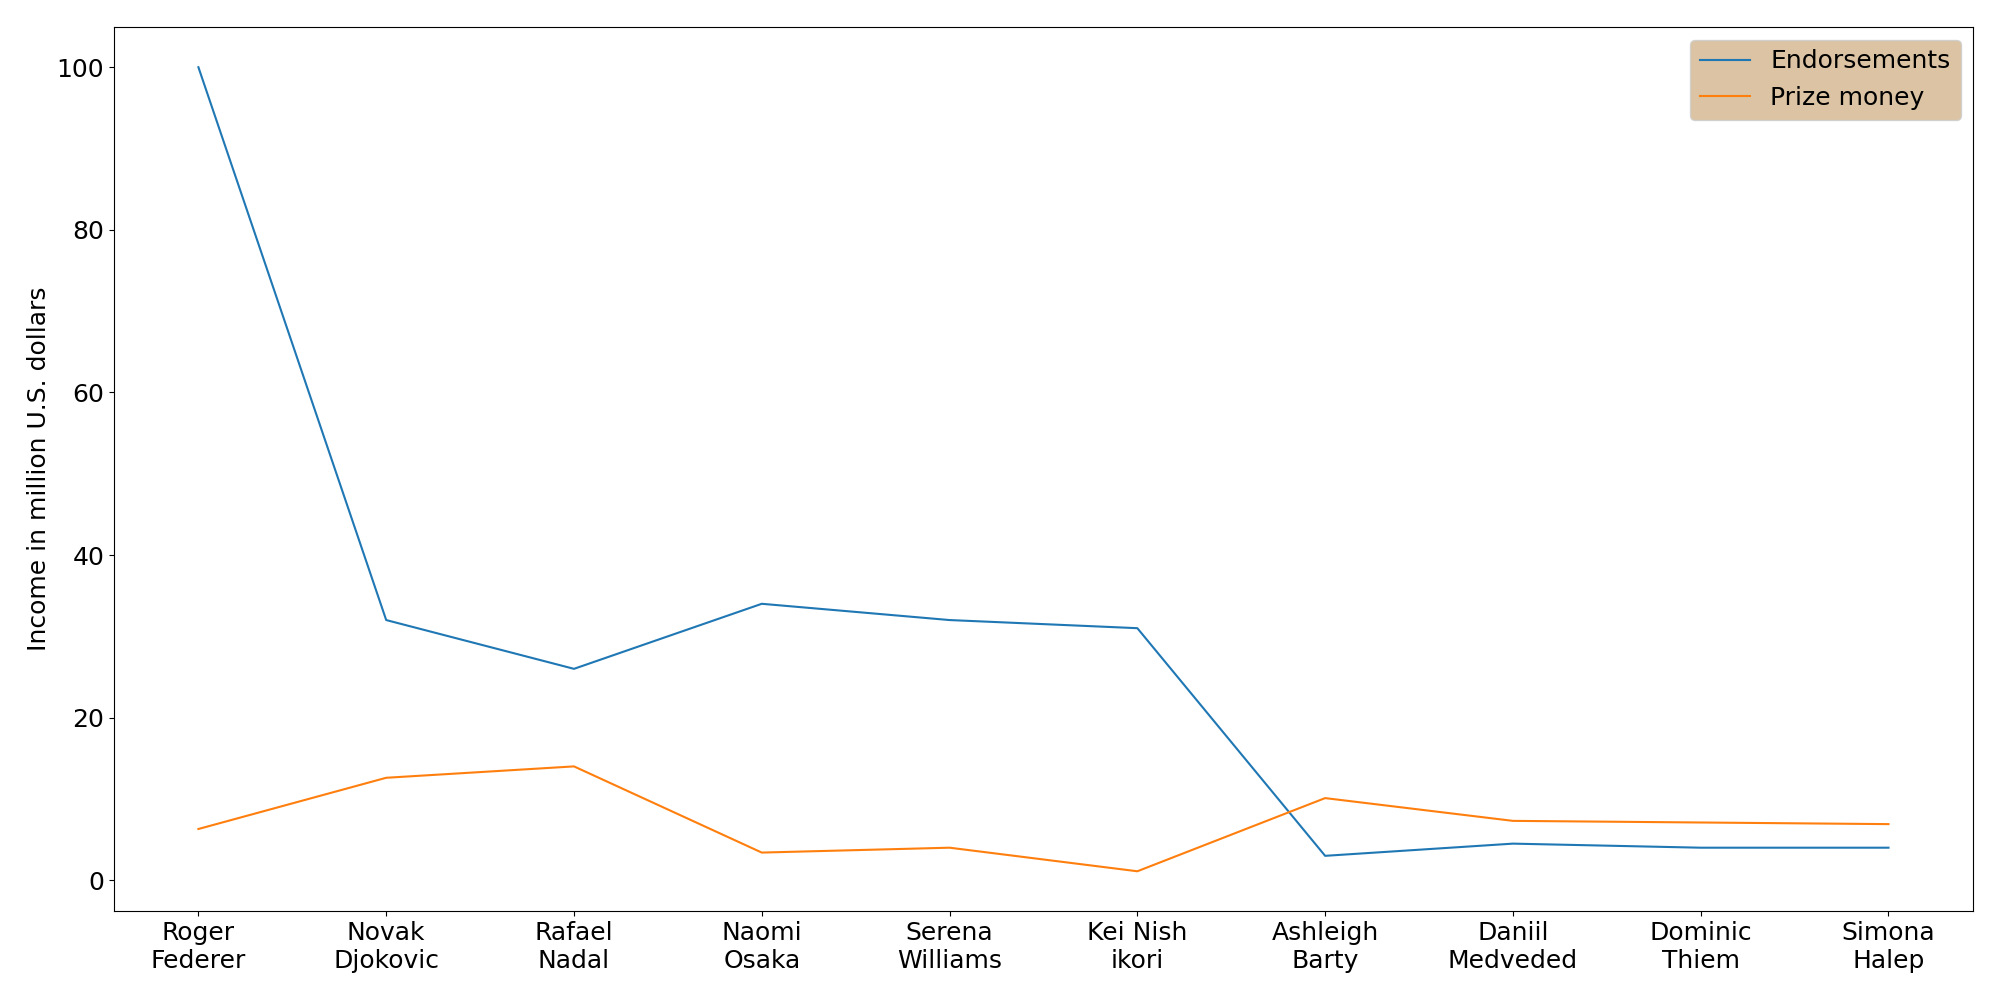 Income in million U.S. dollars
100
80
60
40
20
0
Endorsements
Prize money
Roger
Federer
Novak
Djokovic
Rafael
Nadal
Naomi
Osaka
Serena
Williams
Kei Nish
ikori
Ashleigh
Barty
Daniil
Medveded
Dominic
Thiem
Simona
Halep